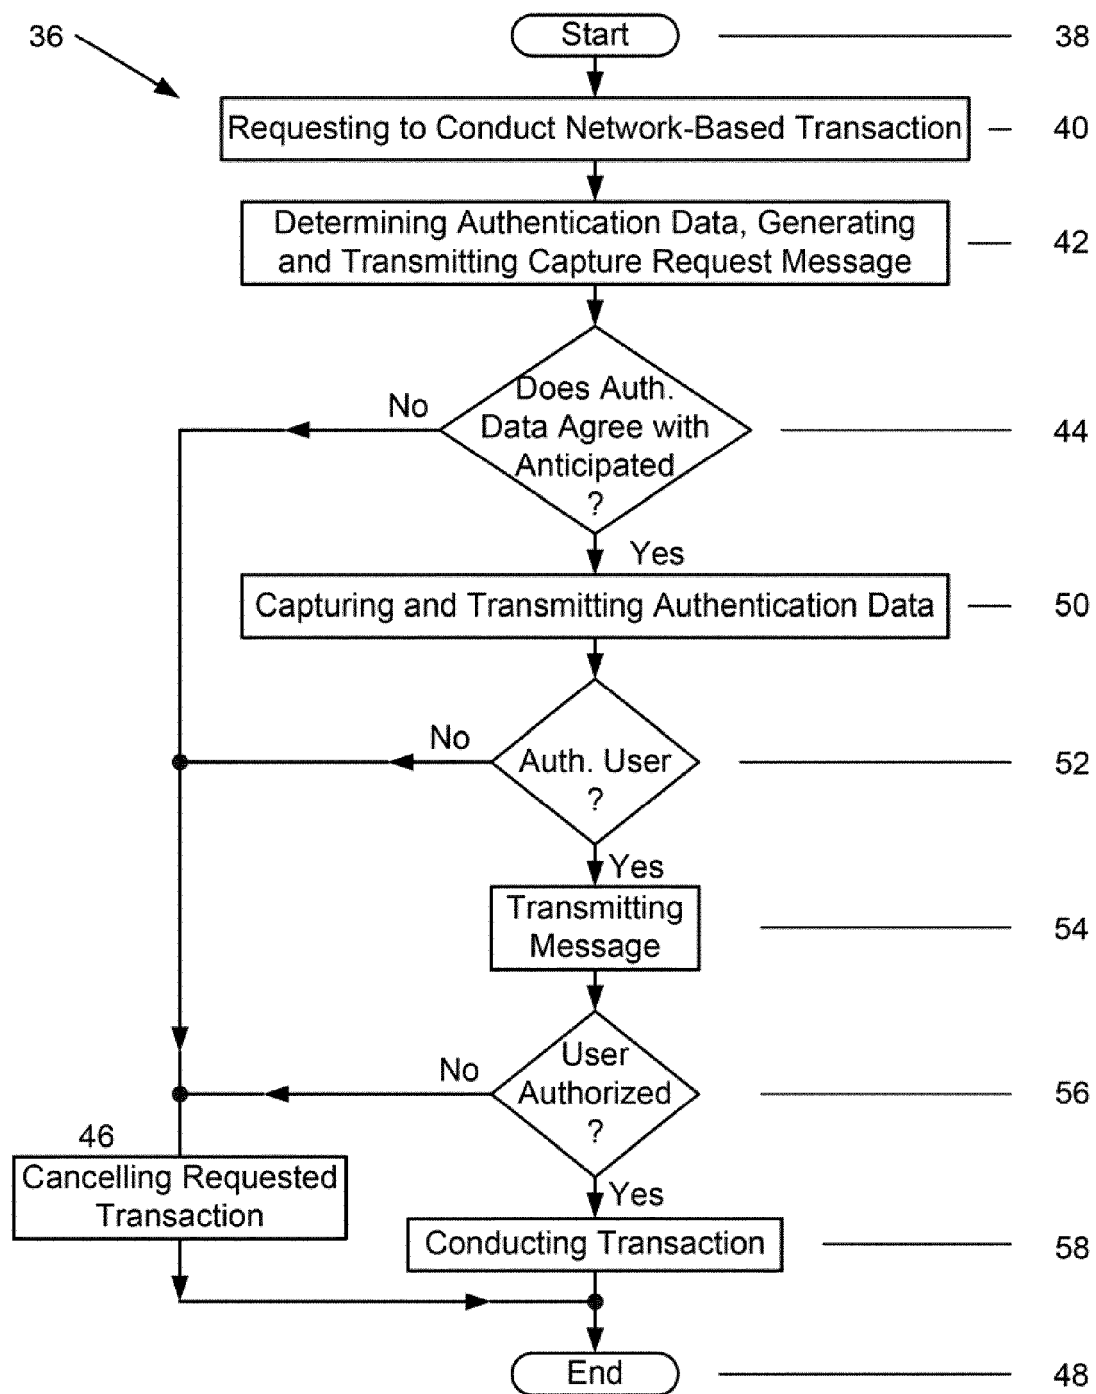 36
Start
38
Requesting to Conduct Network-Based Transaction
40
Determining Authentication Data, Generating
and Transmitting Capture Request Message
42
Does Auth.
Data Agree with
Anticipated
?
No
44
Yes
Capturing and Transmitting Authentication Data
50
No
Auth. User
?
52
Yes
Transmitting
Message
54
No
User
Authorized
?
56
46
Cancelling Requested
Transaction
Yes
Conducting Transaction
58
End
48